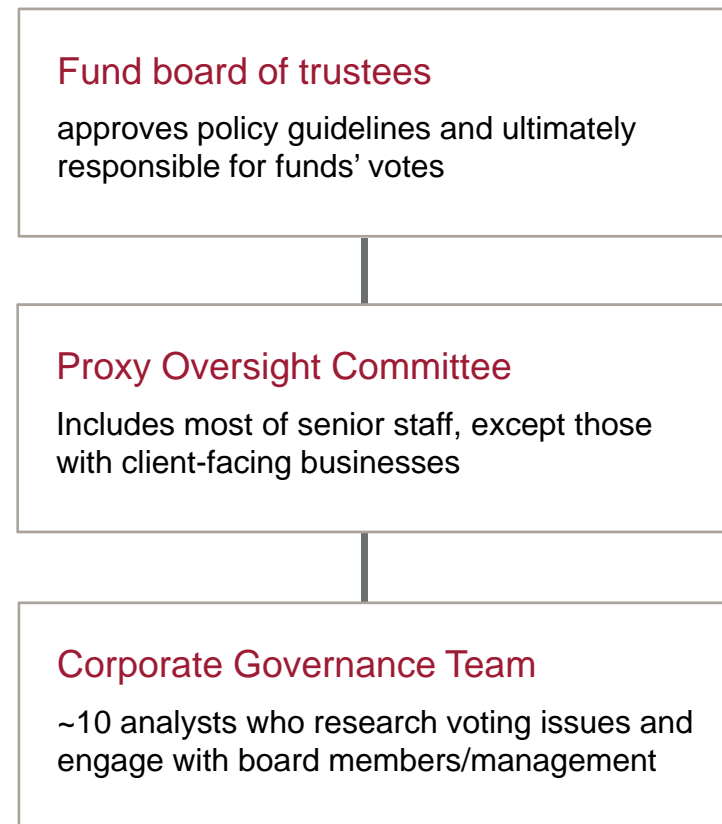 Fund board of trustees
approves policy guidelines and ultimately
responsible for funds’ votes
Proxy Oversight Committee
Includes most of senior staff, except those
with client-facing businesses
Corporate Governance Team
~10 analysts who research voting issues and
engage with board members/management